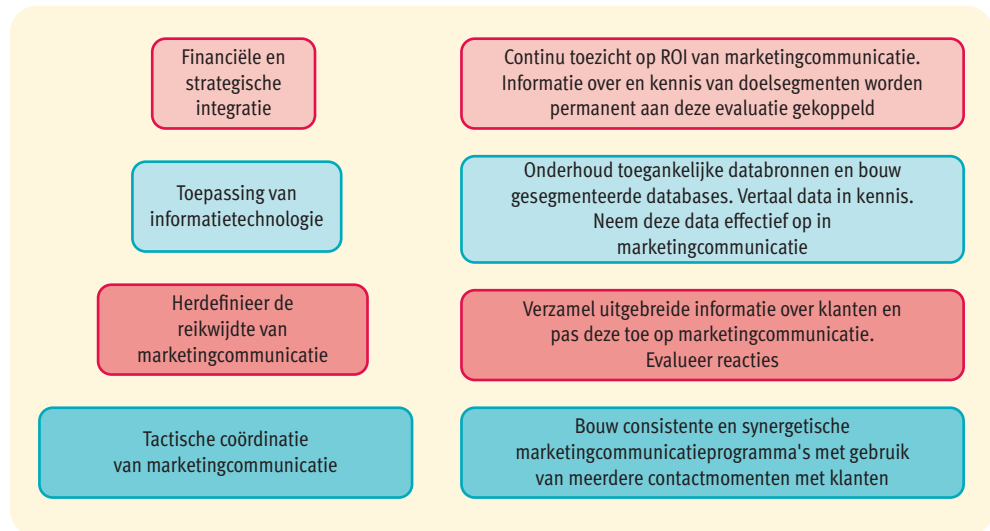 Financiële en
strategische
integratie
Continu toezicht op ROI van marketingcommunicatie.
Informatie over en kennis van doelsegmenten worden
permanent aan deze evaluatie gekoppeld
Toepassing van
informatietechnologie
Onderhoud toegankelijke databronnen en bouw
gesegmenteerde databases. Vertaal data in kennis.
Neem deze data effectief op in
marketingcommunicatie
Herdefinieer de
reikwijdte van
marketingcommunicatie
Verzamel uitgebreide informatie over klanten en
pas deze toe op marketingcommunicatie.
Evalueer reacties
Tactische coördinatie
van marketingcommunicatie
Bouw consistente en synergetische
marketingcommunicatieprogramma's met gebruik
van meerdere contactmomenten met klanten